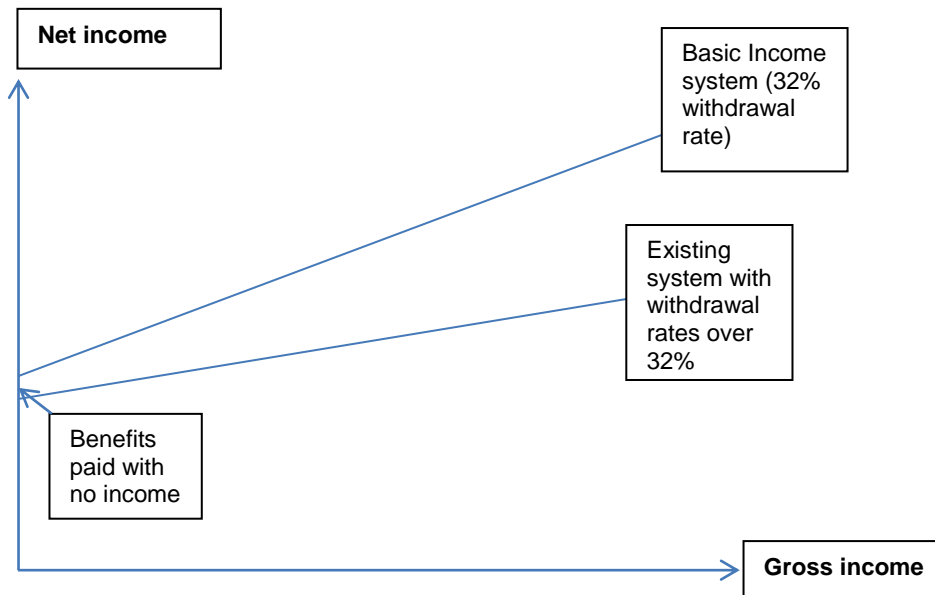 Net income
Basic Income
system (32%
withdrawal
rate)
Existing
system with
withdrawal
rates over
32%
Benefits
paid with
no income
Gross income